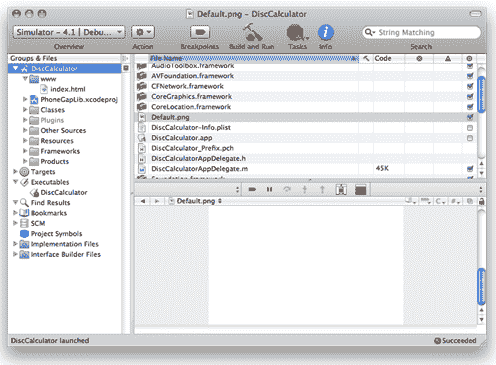 Default.png – DiscCalculator
Simulator – 4.1 | Debu...
String Matching
Overview
Action
Breakpoints
Build and Run
Tasks
Info
Search
Groups & Files
DiscCalculator
www
index.html
PhoneGapLib.xcodeproj
Classes
Plugins
Other Sources
Resources
Frameworks
Products
Targets
Executables
DiscCalculator
Find Results
Bookmarks
SCM
Project Symbols
Implementation Files
Interface Builder Files
File Name
Code
AudioToolbox.framework
AVFoundation.framework
CFNetwork.framework
CoreGraphics.framework
CoreLocation.framework
Default.png
DiscCalculator-Info.plist
DiscCalculator.app
DiscCalculator_Prefix.pch
DiscCalculatorAppDelegate.h
DiscCalculatorAppDelegate.m
45K
Foundation.framework
Default.png
DiscCalculator launched
Succeeded